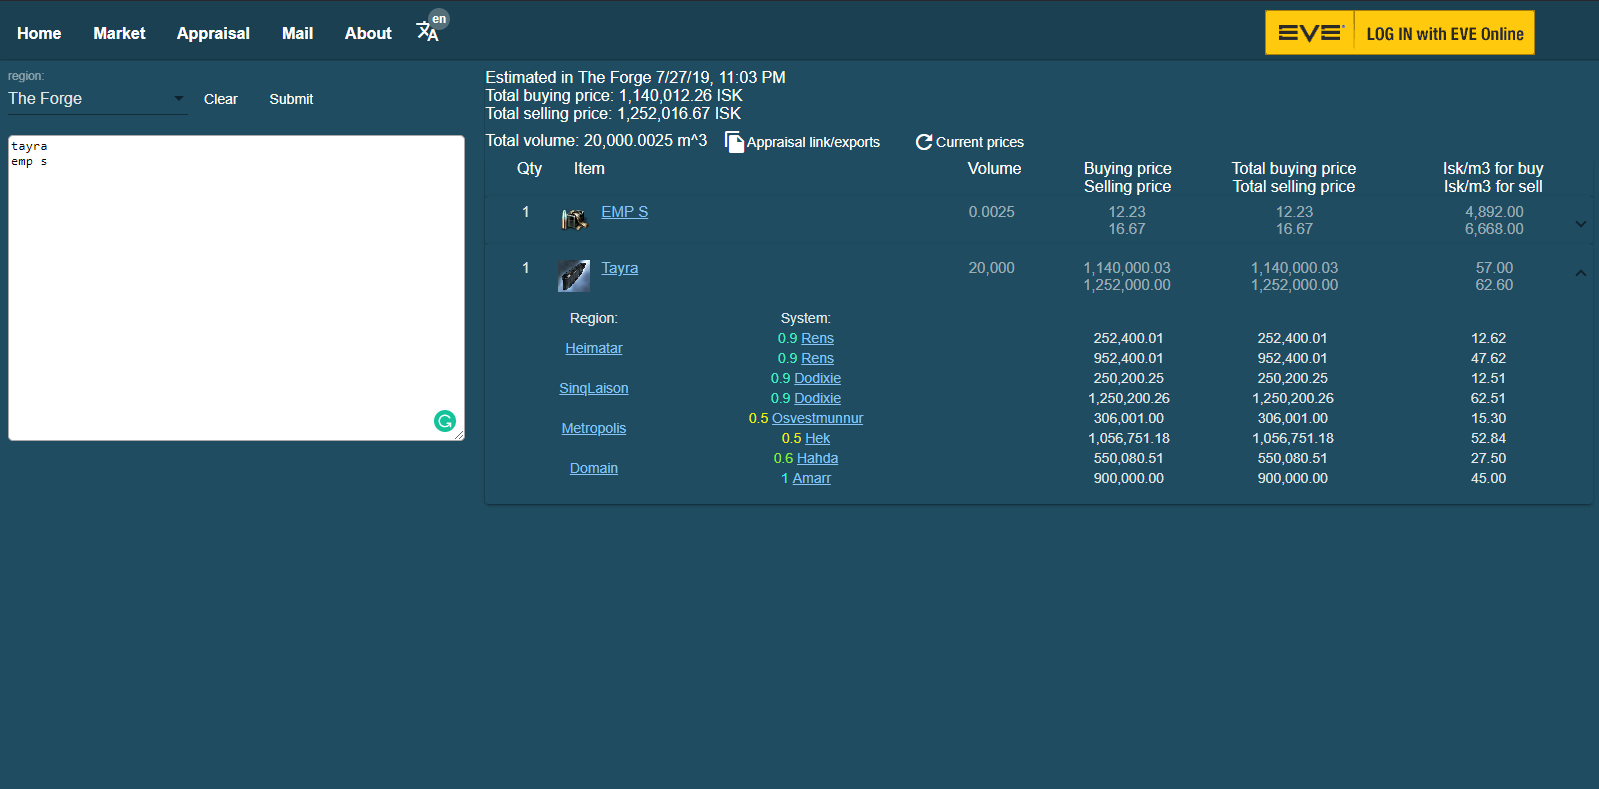 Home Market Appraisal Mail About en
EVE LOG IN with EVE Online
region:
The Forge Clear Submit
tayra
emp s
Estimated in The Forge 7/27/19, 11:03 PM
Total buying price: 1,140,012.26 ISK
Total selling price: 1,252,016.67 ISK
Total volume: 20,000.0025 m^3 Appraisal link/exports Current prices
Qty Item Volume Buying price Total buying price Isk/m3 for buy
Selling price Total selling price Isk/m3 for sell
1 EMP S 0.0025 12.23 12.23 4,892.00
16.67 16.67 6,668.00
1 Tayra 20,000 1,140,000.03 1,140,000.03 57.00
1,252,000.00 1,252,000.00 62.60
Region: System:
Heimatar
0.9 Rens 252,400.01 252,400.01 12.62
0.9 Rens 952,400.01 952,400.01 47.62
SinqLaison
0.9 Dodixie 250,200.25 250,200.25 12.51
0.9 Dodixie 1,250,200.26 1,250,200.26 62.51
Metropolis
0.5 Osvestmunnur 306,001.00 306,001.00 15.30
0.5 Hek 1,056,751.18 1,056,751.18 52.84
Domain
0.6 Hahda 550,080.51 550,080.51 27.50
1 Amarr 900,000.00 900,000.00 45.00